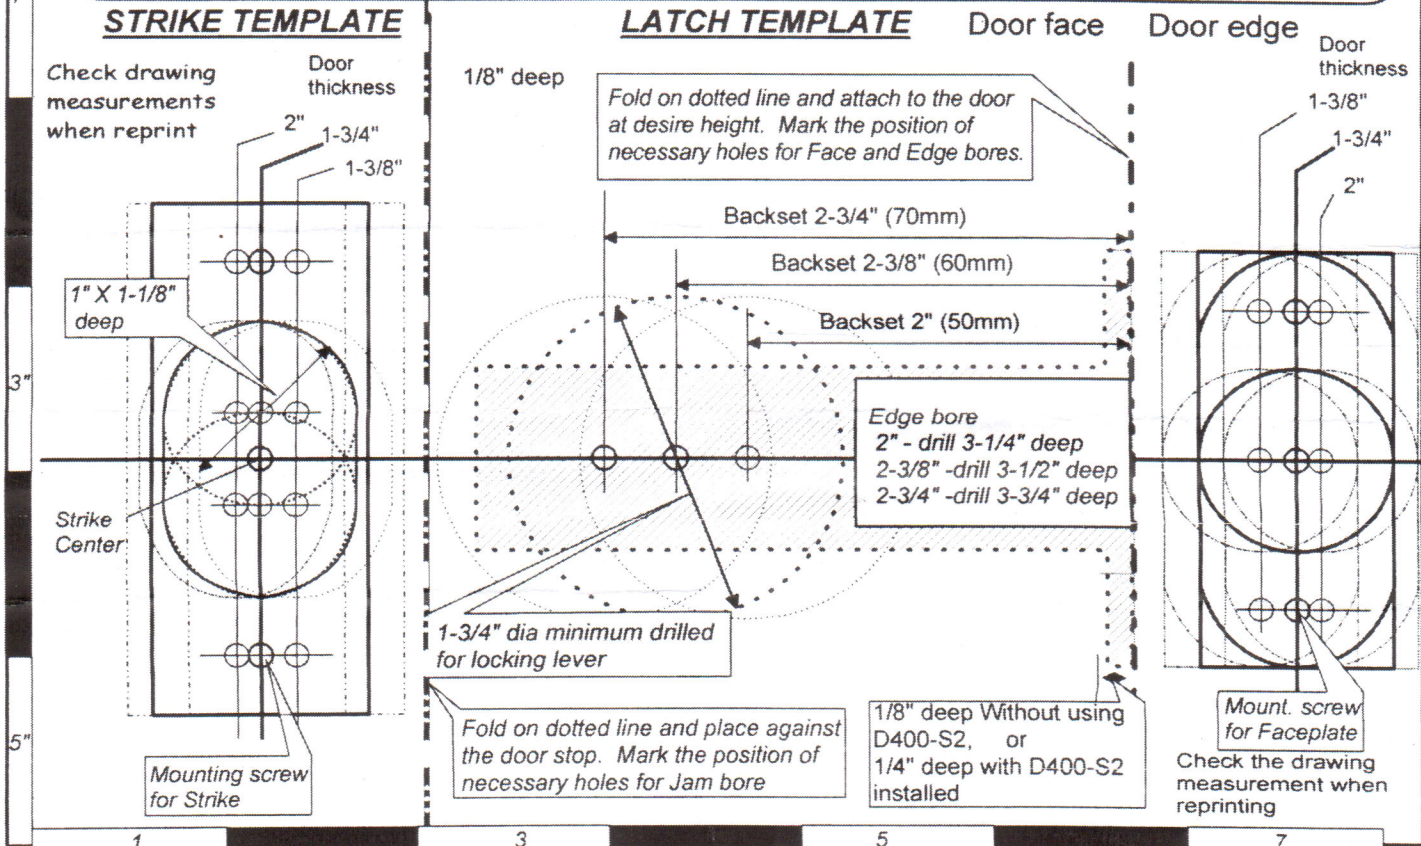 STRIKE TEMPLATE
LATCH TEMPLATE
Door face
Door edge
Check drawing
measurements
when reprint
Door
thickness
2"
1-3/4"
1-3/8"
1" X 1-1/8"
deep
Strike
Center
Mounting screw
for Strike
1/8" deep
Fold on dotted line and attach to the door
at desire height. Mark the position of
necessary holes for Face and Edge bores.
Backset 2-3/4" (70mm)
Backset 2-3/8" (60mm)
Backset 2" (50mm)
Edge bore
2" - drill 3-1/4" deep
2-3/8" -drill 3-1/2" deep
2-3/4" -drill 3-3/4" deep
1-3/4" dia minimum drilled
for locking lever
Fold on dotted line and place against
the door stop. Mark the position of
necessary holes for Jam bore
1/8" deep Without using
D400-S2, or
1/4" deep with D400-S2
installed
Door
thickness
1-3/8"
1-3/4"
2"
Mount. screw
for Faceplate
Check the drawing
measurement when
reprinting
3"
5"
1
3
5
7